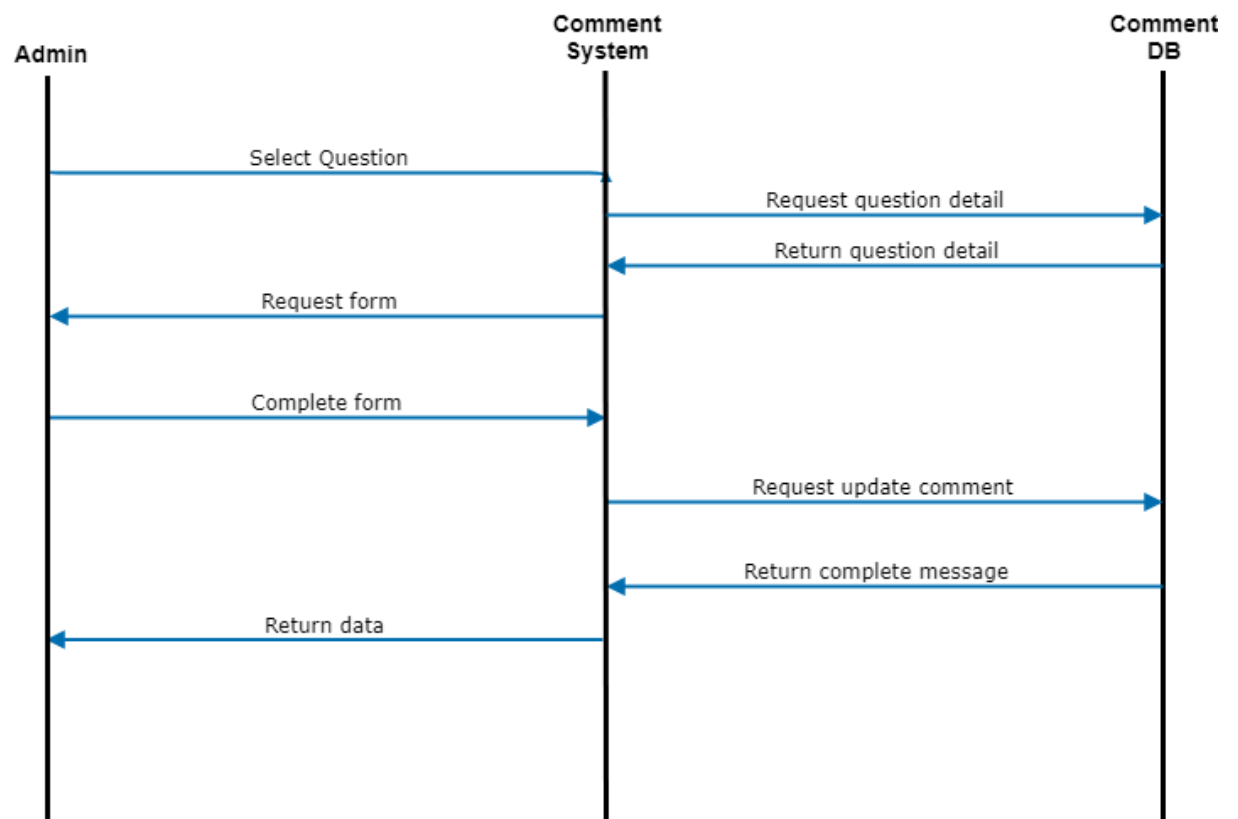 Admin
Comment
System
Comment
DB
Select Question
Request question detail
Return question detail
Request form
Complete form
Request update comment
Return complete message
Return data